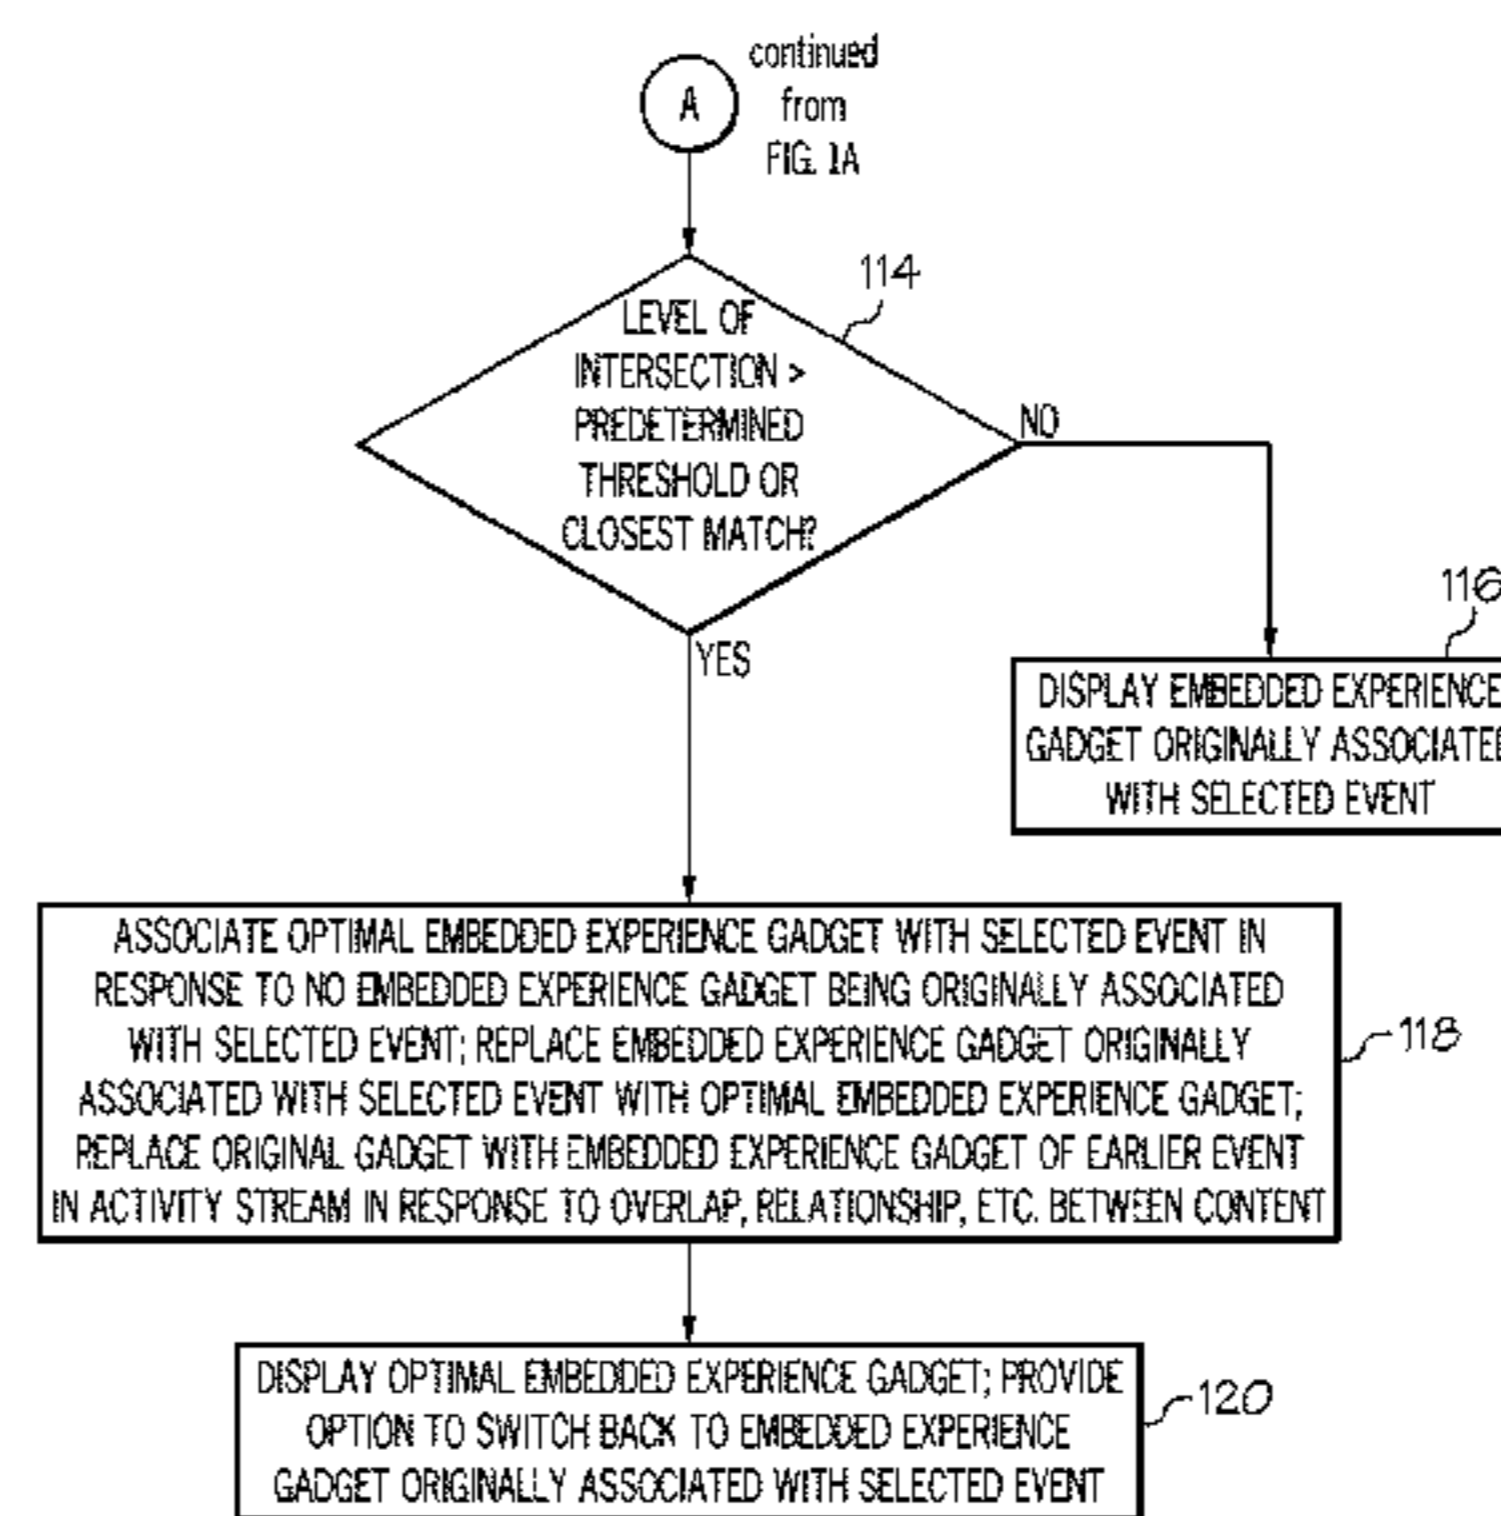 continued
A
from
FIG. 1A
114
LEVEL OF
INTERSECTION >
PREDETERMINED
THRESHOLD OR
CLOSEST MATCH?
NO
YES
116
DISPLAY EMBEDDED EXPERIENCE
GADGET ORIGINALLY ASSOCIATED
WITH SELECTED EVENT
ASSOCIATE OPTIMAL EMBEDDED EXPERIENCE GADGET WITH SELECTED EVENT IN
RESPONSE TO NO EMBEDDED EXPERIENCE GADGET BEING ORIGINALLY ASSOCIATED
WITH SELECTED EVENT; REPLACE EMBEDDED EXPERIENCE GADGET ORIGINALLY
ASSOCIATED WITH SELECTED EVENT WITH OPTIMAL EMBEDDED EXPERIENCE GADGET;
REPLACE ORIGINAL GADGET WITH EMBEDDED EXPERIENCE GADGET OF EARLIER EVENT
IN ACTIVITY STREAM IN RESPONSE TO OVERLAP, RELATIONSHIP, ETC. BETWEEN CONTENT
118
DISPLAY OPTIMAL EMBEDDED EXPERIENCE GADGET; PROVIDE
OPTION TO SWITCH BACK TO EMBEDDED EXPERIENCE
GADGET ORIGINALLY ASSOCIATED WITH SELECTED EVENT
120